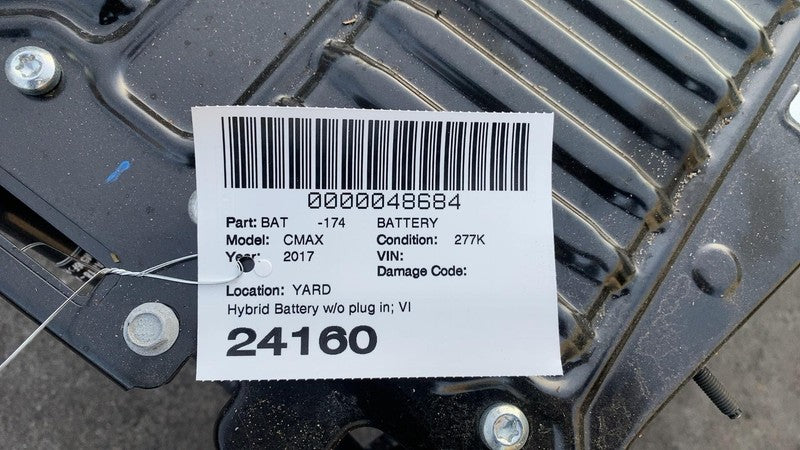 0000048684
Part: BAT -174 BATTERY
Model: CMAX Condition: 277K
Year: 2017 VIN:
Damage Code:
Location: YARD
Hybrid Battery w/o plug in; VI
24160